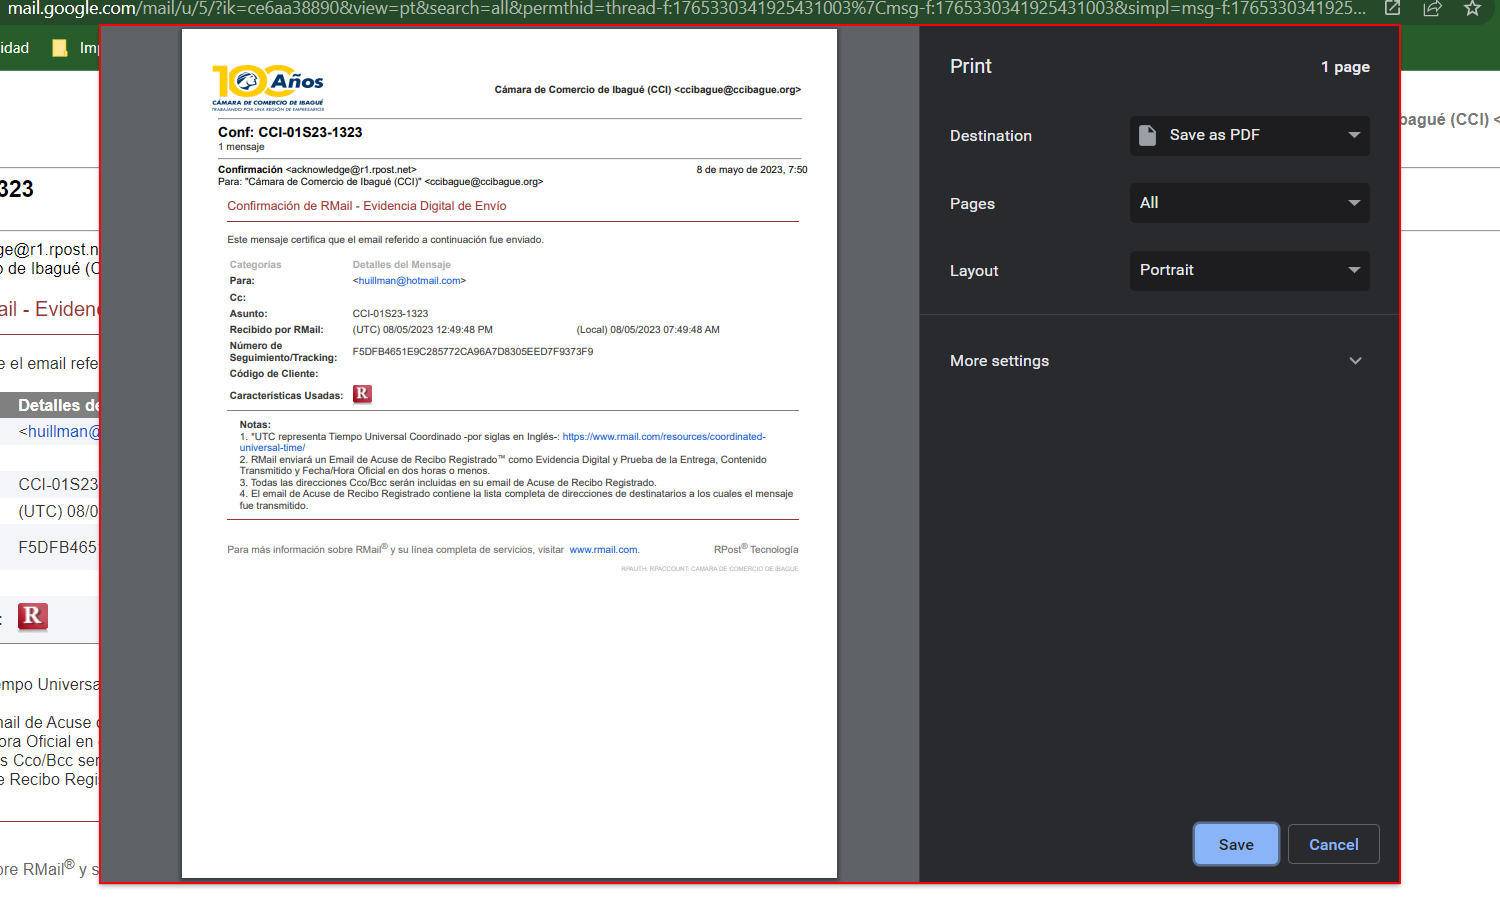 mail.google.com/mail/u/5/?ik=ce6aa38890&view=pt&search=all&permthid=thread-f:1765330341925431003%7Cmsg-f:1765330341925431003&simpl=msg-f:1765330341925...
idad
Im
100 Años
CÁMARA DE COMERCIO DE IBAGUÉ
TRABAJANDO POR UNA REGIÓN DE EMPRESARIOS
Cámara de Comercio de Ibagué (CCI) <ccibague@ccibague.org>
Conf: CCI-01S23-1323
1 mensaje
Confirmación <acknowledge@r1.rpost.net>
8 de mayo de 2023, 7:50
Para: "Cámara de Comercio de Ibagué (CCI)" <ccibague@ccibague.org>
Confirmación de RMail - Evidencia Digital de Envío
Este mensaje certifica que el email referido a continuación fue enviado.
Categorías Detalles del Mensaje
Para: <huillman@hotmail.com>
Cc:
Asunto: CCI-01S23-1323
Recibido por RMail: (UTC) 08/05/2023 12:49:48 PM (Local) 08/05/2023 07:49:48 AM
Número de
Seguimiento/Tracking: F5DFB4651E9C285772CA96A7D8305EED7F9373F9
Código de Cliente:
Características Usadas: R
Notas:
1. "UTC representa Tiempo Universal Coordinado -por siglas en Inglés-: https://www.rmail.com/resources/coordinated-
universal-time/
2. RMail enviará un Email de Acuse de Recibo Registrado™ como Evidencia Digital y Prueba de la Entrega, Contenido
Transmitido y Fecha/Hora Oficial en dos horas o menos.
3. Todas las direcciones Cco/Bcc serán incluidas en su email de Acuse de Recibo Registrado.
4. El email de Acuse de Recibo Registrado contiene la lista completa de direcciones de destinatarios a los cuales el mensaje
fue transmitido.
Para más información sobre RMail® y su línea completa de servicios, visitar www.rmail.com.
RPost® Tecnología
RPAUTH: RPACCOUNT: CAMARA DE COMERCIO DE IBAGUE
Print
1 page
Destination
Save as PDF
Pages
All
Layout
Portrait
More settings
Save
Cancel
bagué (CCI) <
323
ge@r1.rpost.n
o de Ibagué (C
ail - Eviden
e el email refe
Detalles de
<huillman@
CCI-01S23
(UTC) 08/0
F5DFB465
: R
empo Universa
mail de Acuse
ora Oficial en
s Cco/Bcc ser
e Recibo Regi
ore RMail® y s